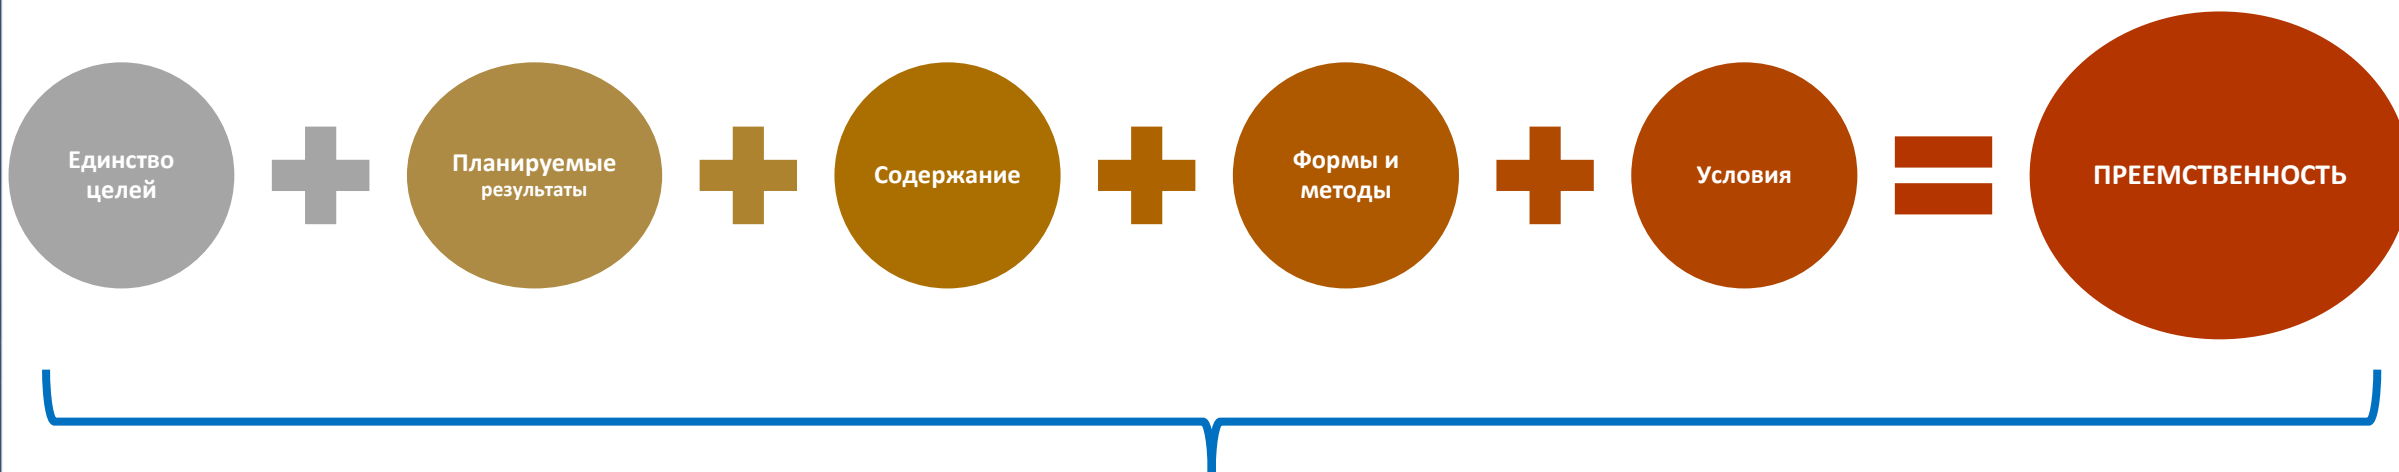 Единство
целей
Планируемые
результаты
Содержание
Формы и
методы
Условия
ПРЕЕМСТВЕННОСТЬ